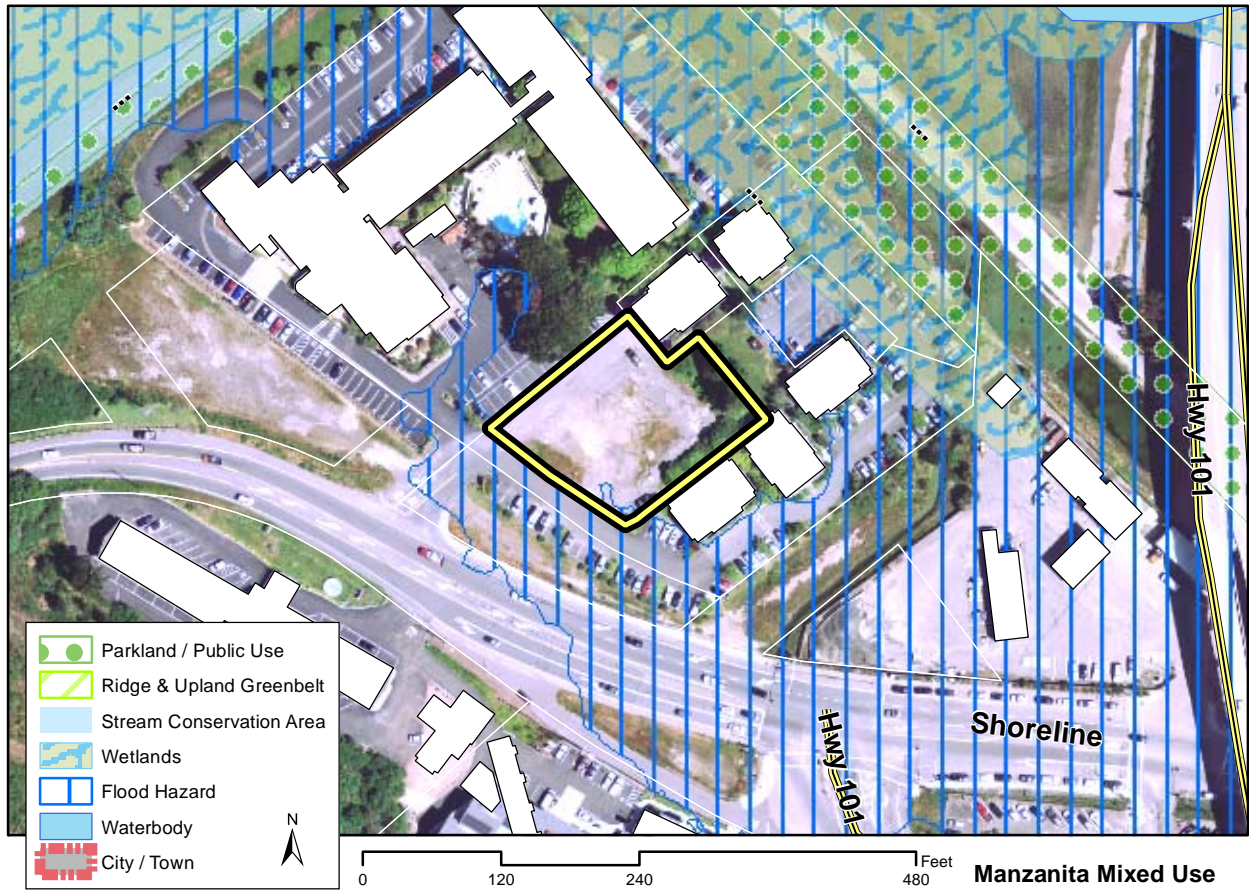 Hwy 101
Hwy 101
Shoreline
Parkland / Public Use
Ridge & Upland Greenbelt
Stream Conservation Area
Wetlands
Flood Hazard
Waterbody
City / Town
N
Feet
0 120 240 480
Manzanita Mixed Use